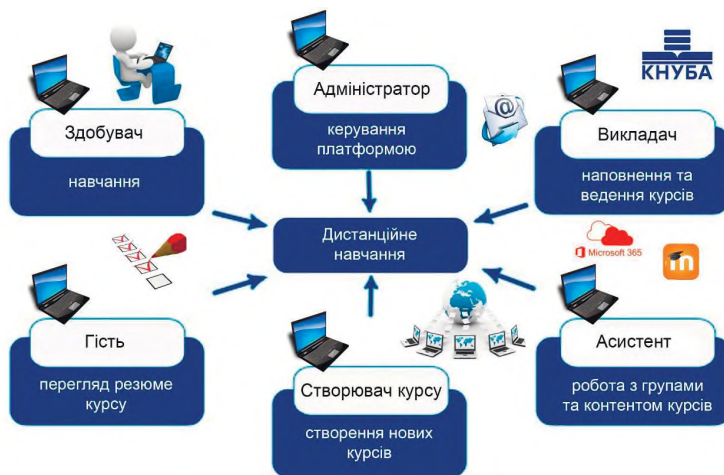 КНУБА
Здобувач
навчання
Адміністратор
керування
платформою
@
Викладач
наповнення та
ведення курсів
Дистанційне
навчання
Microsoft 365
m
Гість
перегляд резюме
курсу
Створювач курсу
створення нових
курсів
Асистент
робота з групами
та контентом курсів